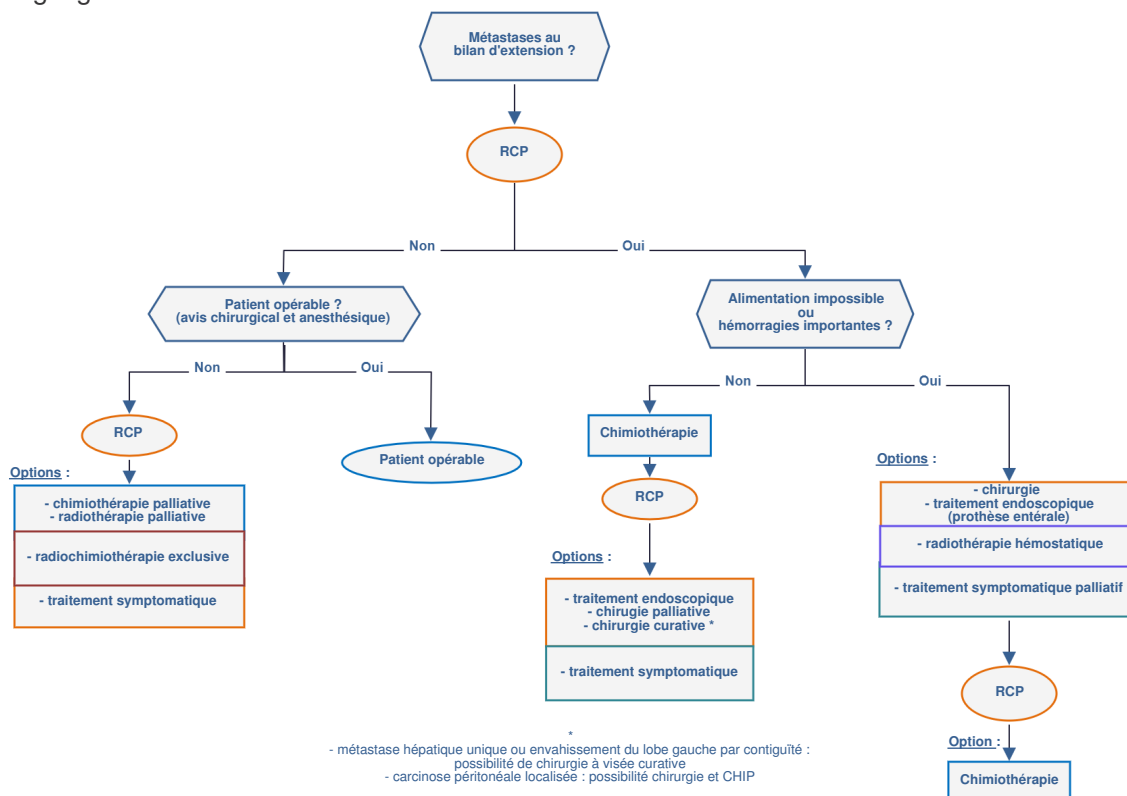 Métastases au
bilan d'extension ?
RCP
Non
Oui
Patient opérable ?
(avis chirurgical et anesthésique)
Alimentation impossible
ou
hémorragies importantes ?
Non
Oui
Non
Oui
RCP
Patient opérable
Chimiothérapie
RCP
Options :
- chimiothérapie palliative
- radiothérapie palliative
- radiochimiothérapie exclusive
- traitement symptomatique
Options :
- traitement endoscopique
- chirugie palliative
- chirurgie curative *
- traitement symptomatique
Options :
- chirurgie
- traitement endoscopique
(prothèse entérale)
- radiothérapie hémostatique
- traitement symptomatique palliatif
RCP
Option :
Chimiothérapie
*
- métastase hépatique unique ou envahissement du lobe gauche par contiguïté :
possibilité de chirurgie à visée curative
- carcinose péritonéale localisée : possibilité chirurgie et CHIP